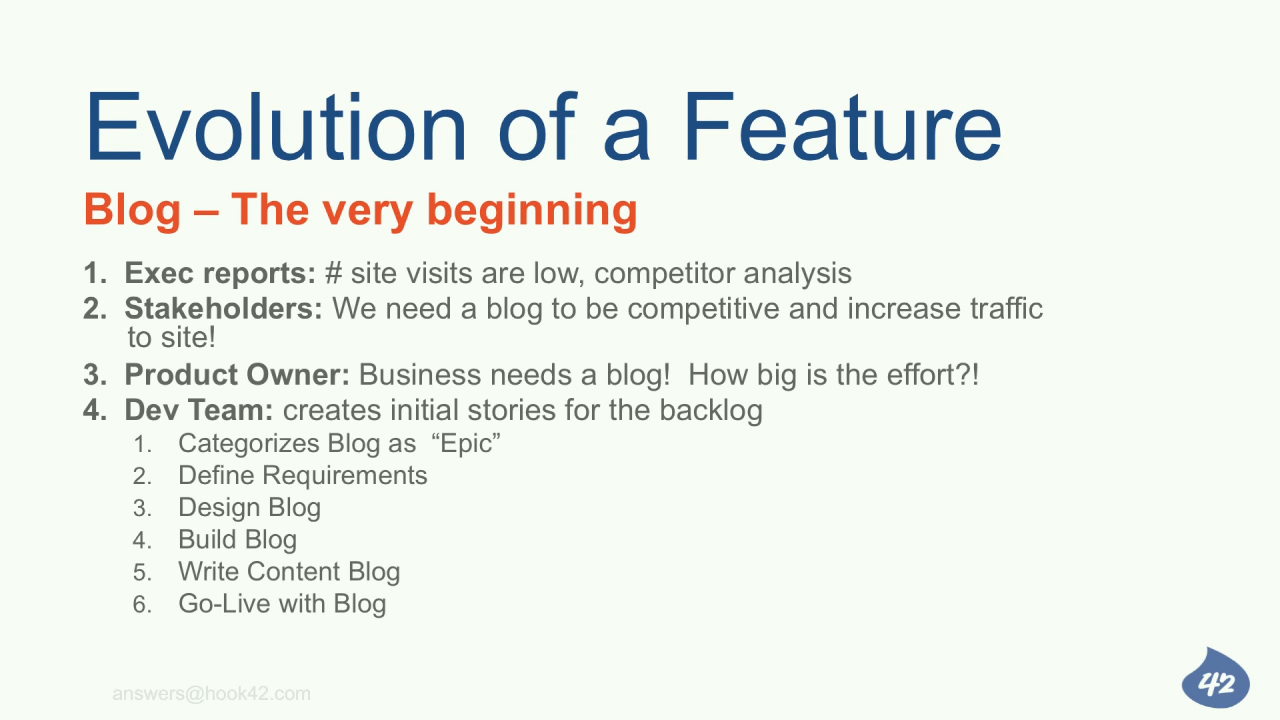 Evolution of a Feature
Blog – The very beginning
1. Exec reports: # site visits are low, competitor analysis
2. Stakeholders: We need a blog to be competitive and increase traffic
to site!
3. Product Owner: Business needs a blog!  How big is the effort?!
4. Dev Team: creates initial stories for the backlog
1. Categorizes Blog as  “Epic”
2. Define Requirements
3. Design Blog
4. Build Blog
5. Write Content Blog
6. Go-Live with Blog
answers@hook42.com
42